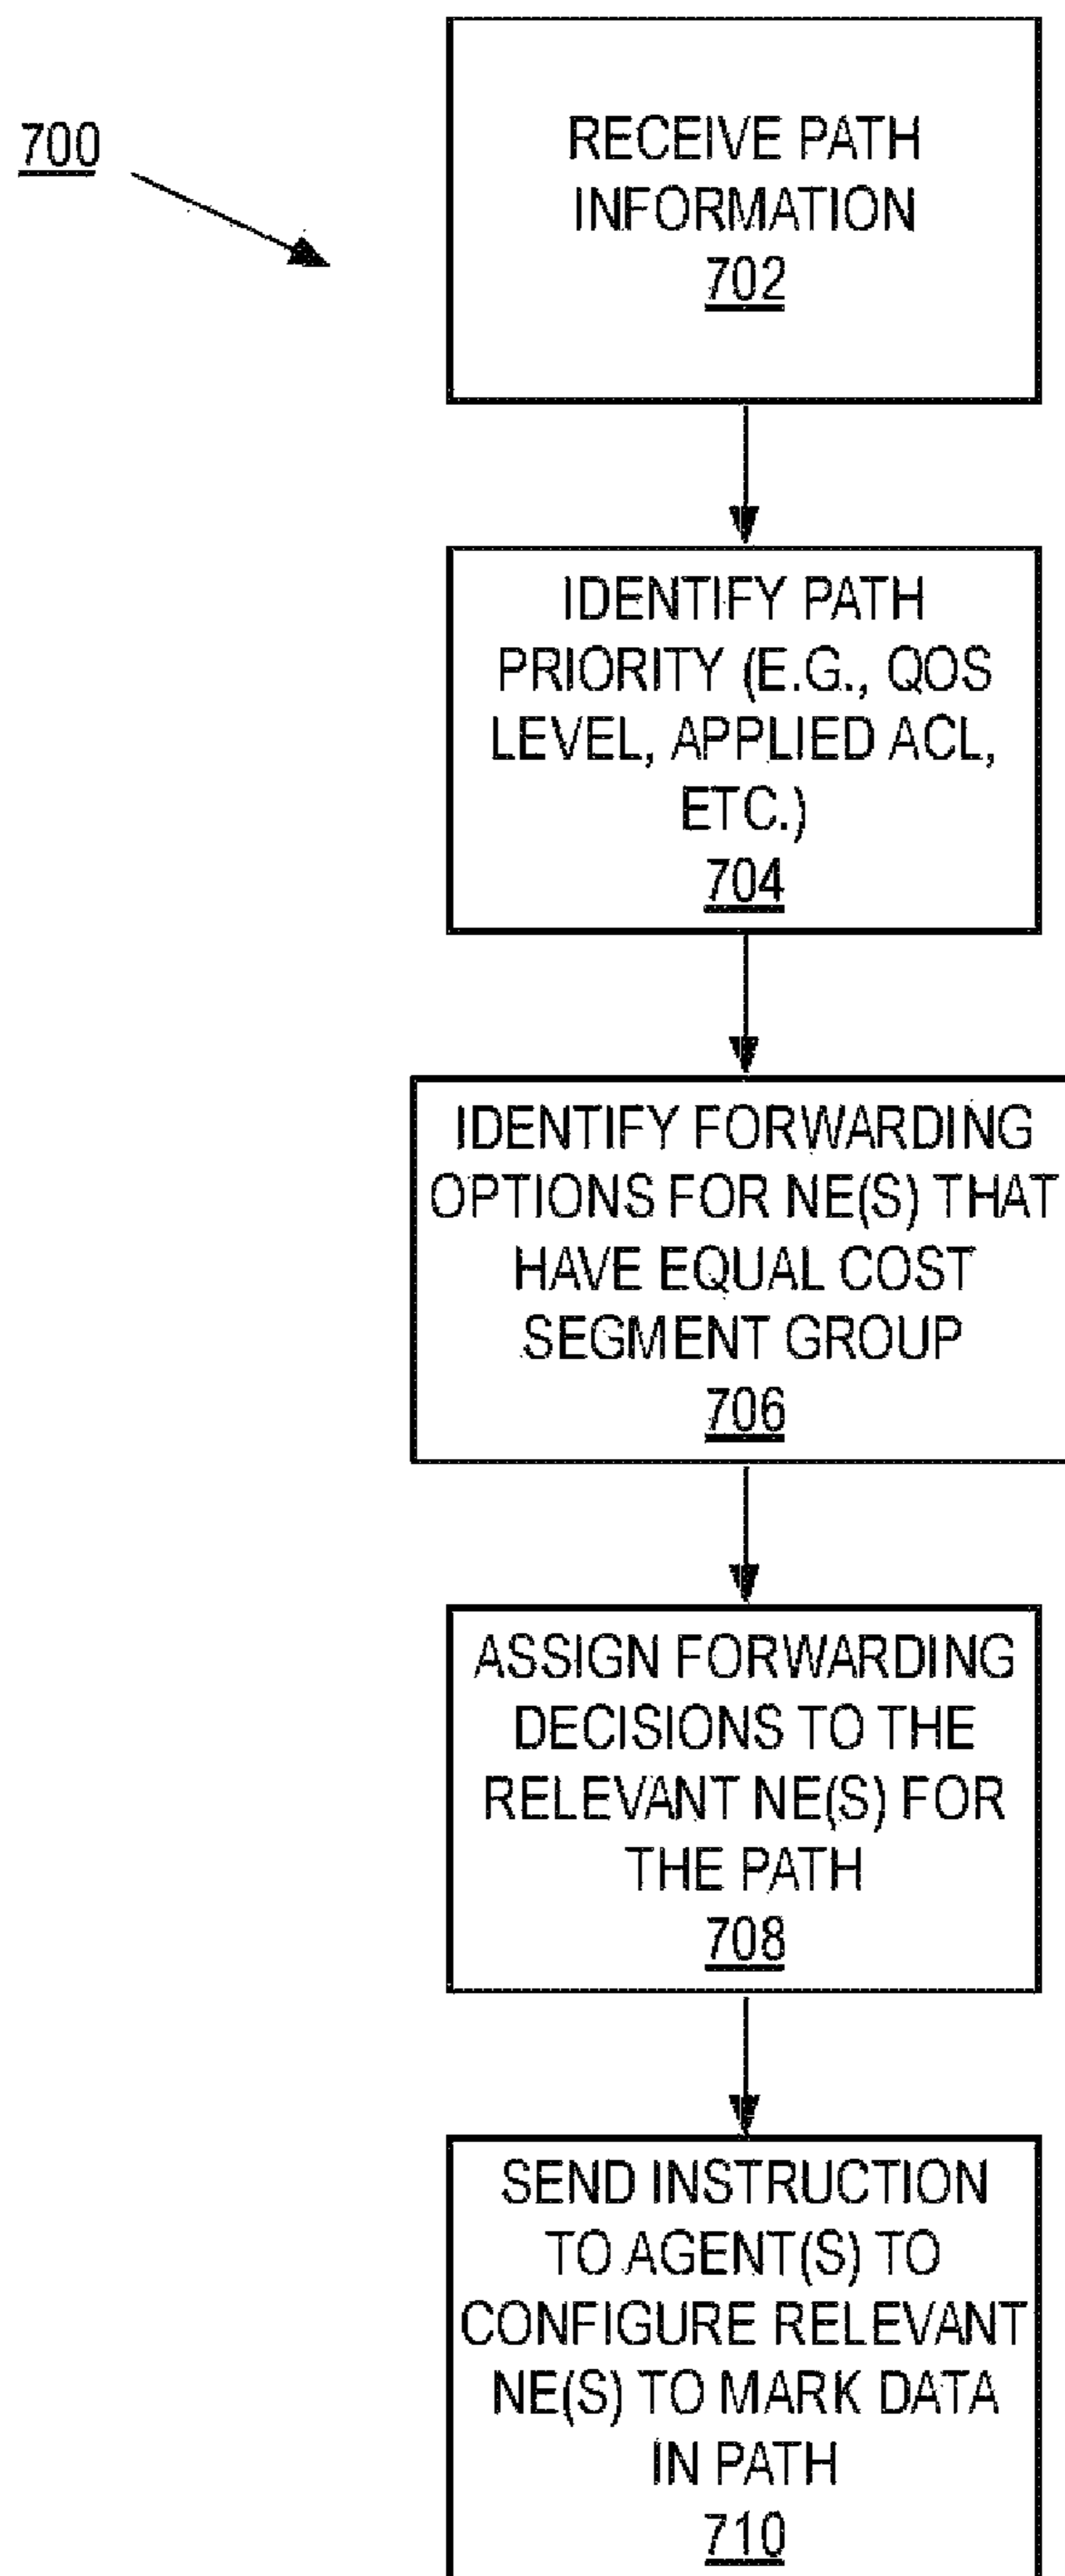 700
RECEIVE PATH
INFORMATION
702
IDENTIFY PATH
PRIORITY (E.G., QOS
LEVEL, APPLIED ACL,
ETC.)
704
IDENTIFY FORWARDING
OPTIONS FOR NE(S) THAT
HAVE EQUAL COST
SEGMENT GROUP
706
ASSIGN FORWARDING
DECISIONS TO THE
RELEVANT NE(S) FOR
THE PATH
708
SEND INSTRUCTION
TO AGENT(S) TO
CONFIGURE RELEVANT
NE(S) TO MARK DATA
IN PATH
710